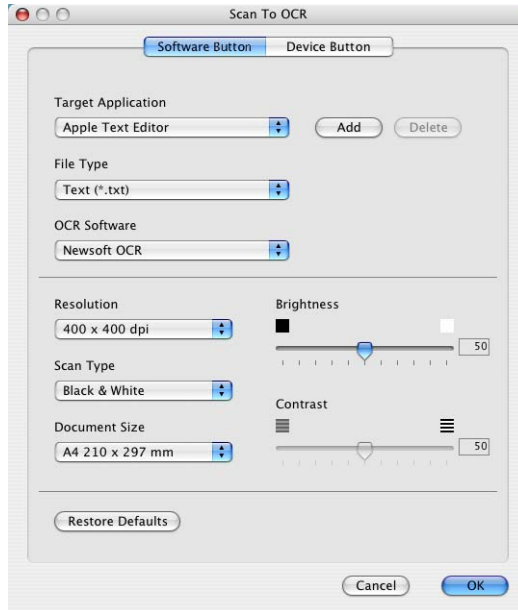 Scan To OCR
Software Button Device Button
Target Application
Apple Text Editor Add Delete
File Type
Text (*.txt)
OCR Software
Newsoft OCR
Resolution Brightness
400 x 400 dpi
50
Scan Type
Black & White
Contrast
Document Size
A4 210 x 297 mm 50
Restore Defaults
Cancel OK